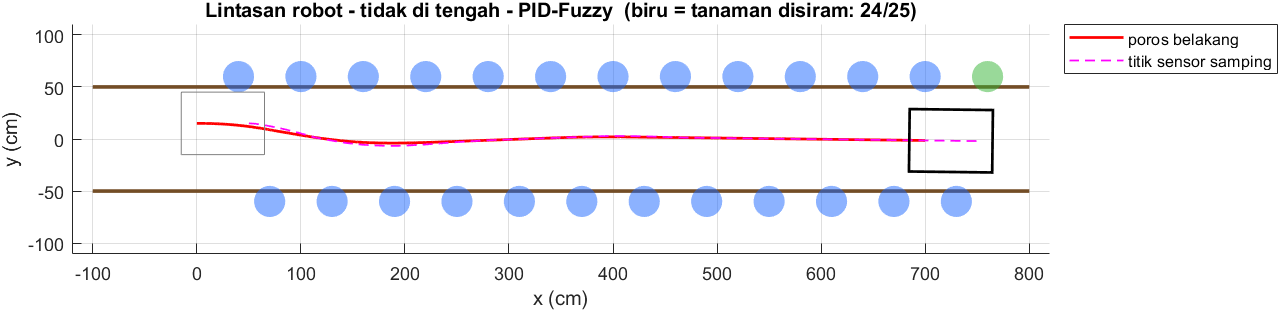 Lintasan robot - tidak di tengah - PID-Fuzzy (biru = tanaman disiram: 24/25)
poros belakang
titik sensor samping
100
50
0
-50
-100
y (cm)
-100 0 100 200 300 400 500 600 700 800
x (cm)